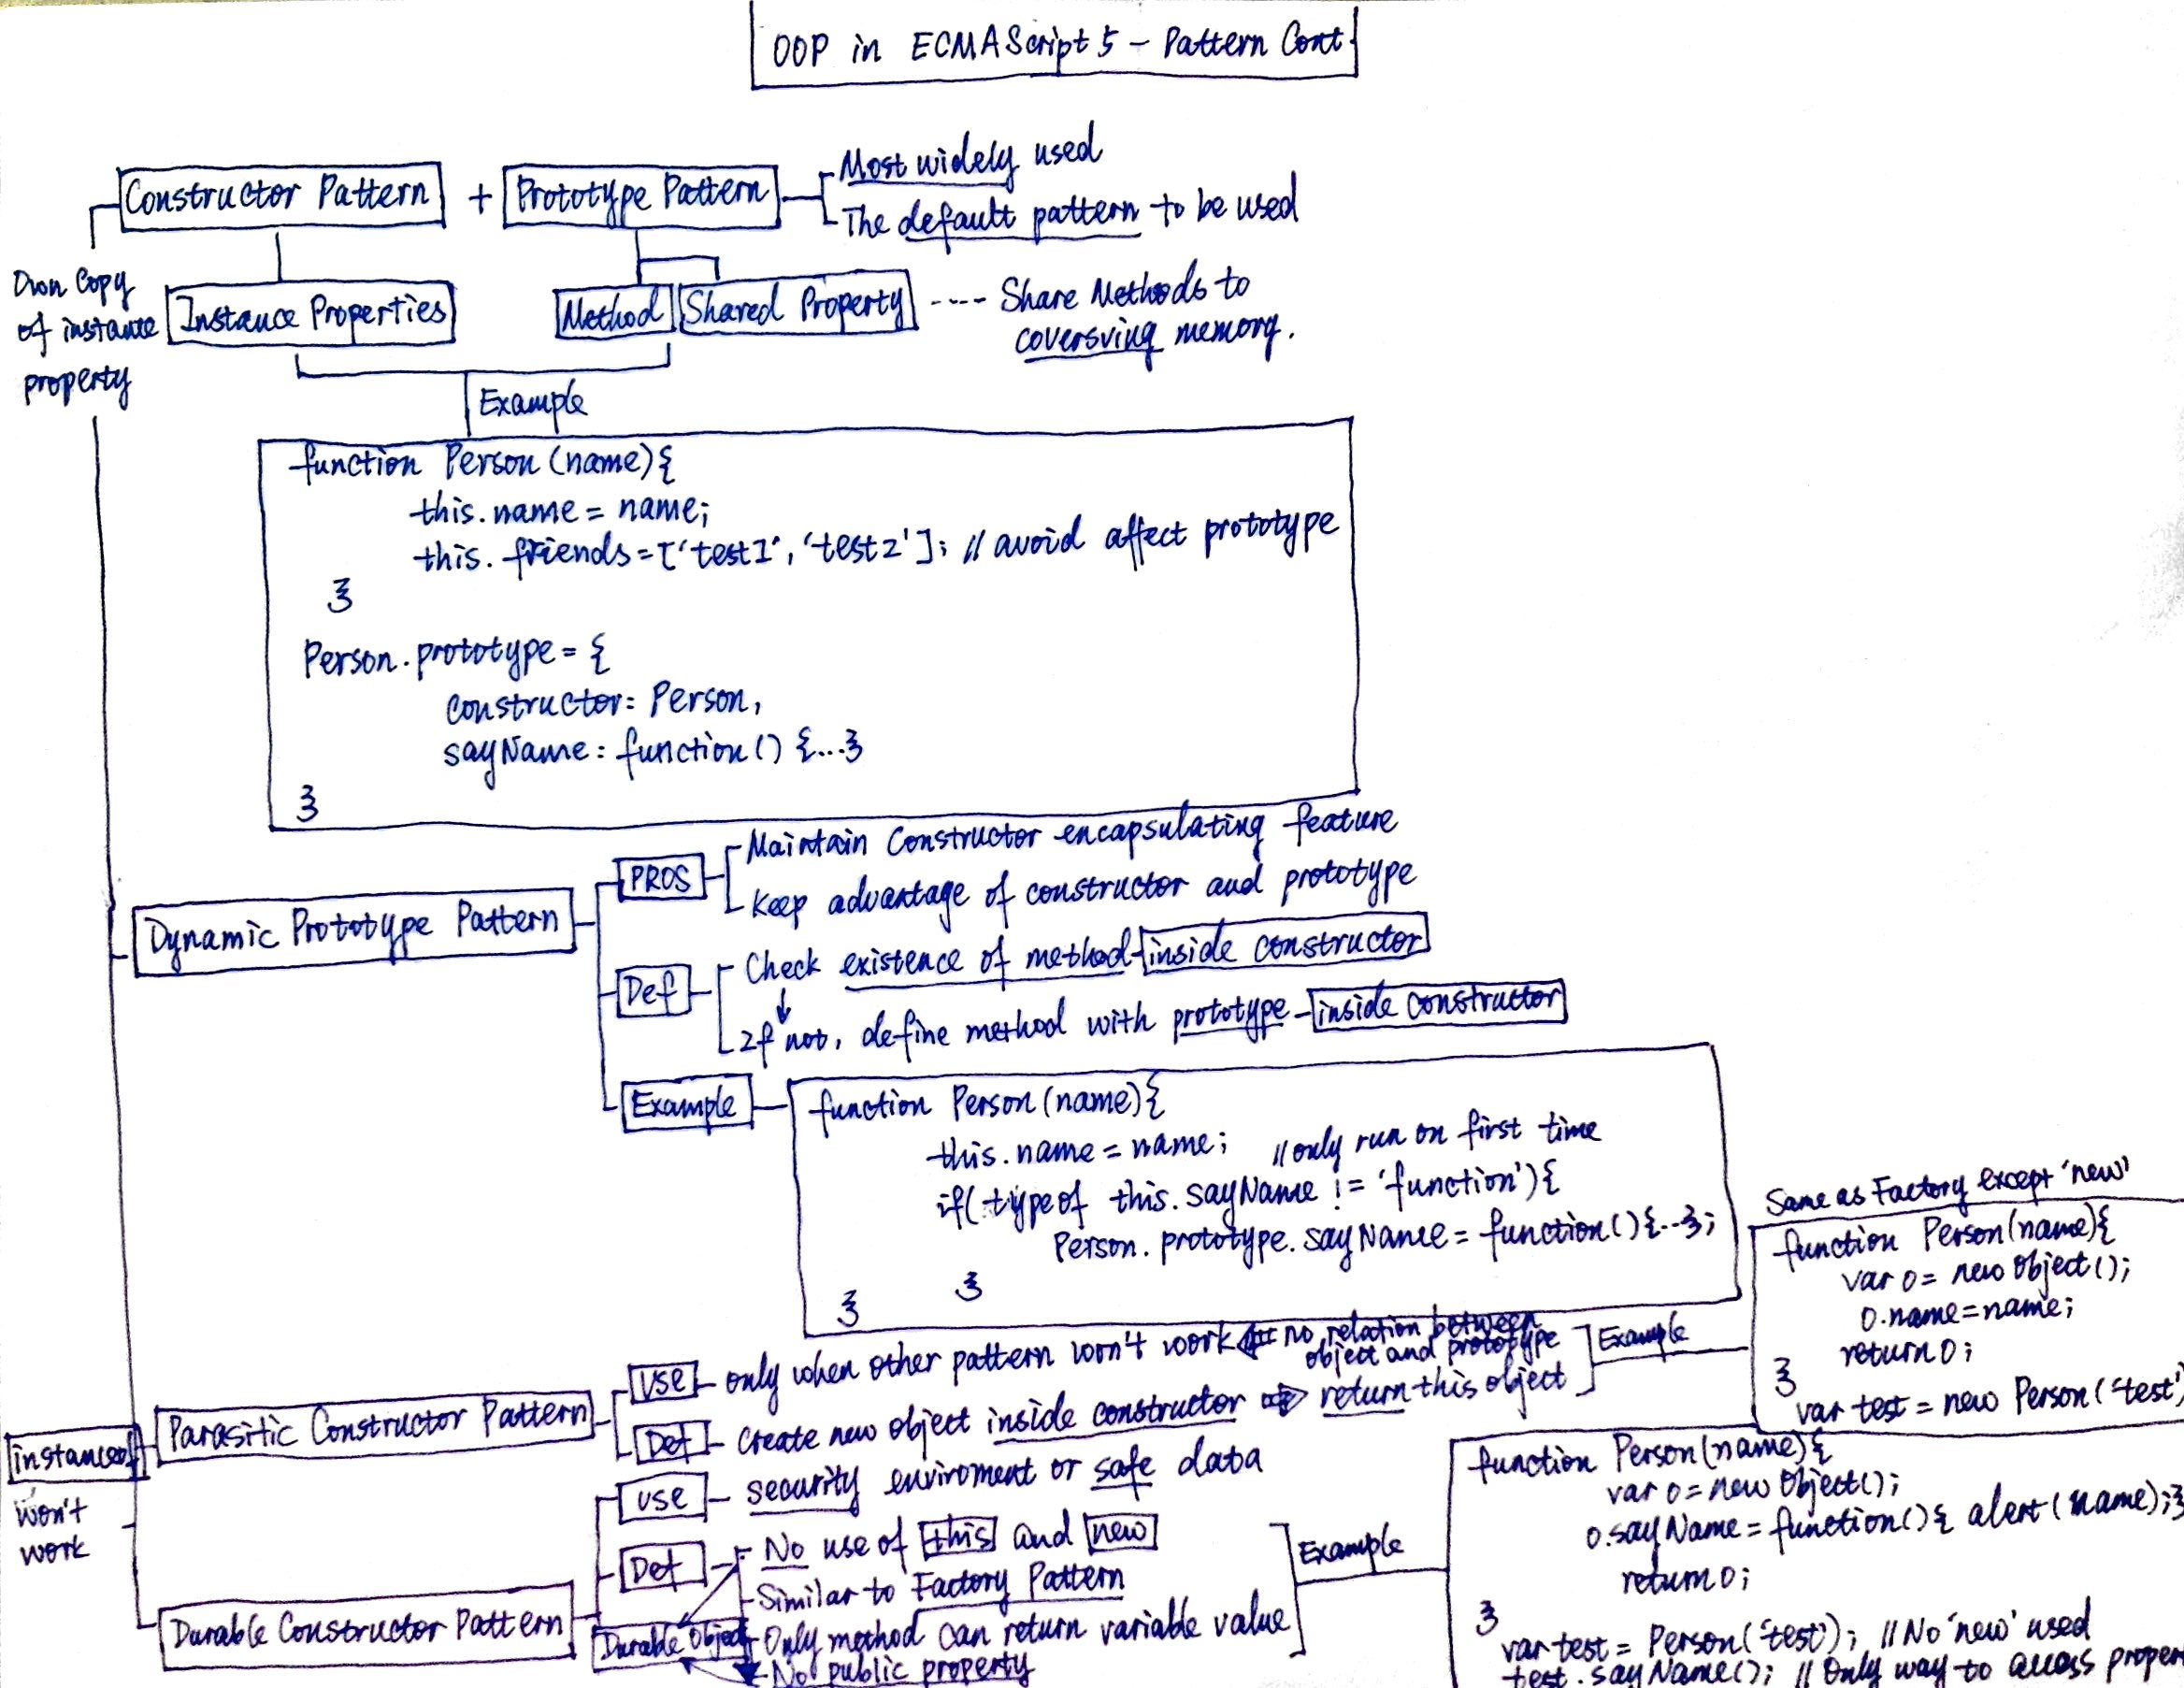 OOP in ECMAScript 5 - Pattern Cont
Constructor Pattern + Prototype Pattern
Most widely used
The default pattern to be used
Own Copy
of instante
property
Instance Properties
Method
Shared Property ---- Share Methods to
coversving memory.
Example
function Person (name){
this.name = name;
this.friends = ['test1', 'test2']; // avoid affect prototype
}
Person.prototype = {
constructor: Person,
sayName: function () {...}
}
Dynamic Prototype Pattern
PROS
Maintain Constructor encapsulating feature
Keep advantage of constructor and prototype
Def
Check existence of method - inside constructor
If not, define method with prototype - inside constructor
Example
function Person (name){
this.name = name; // only run on first time
if( typeof this.sayName != 'function'){
Person.prototype.sayName = function(){...};
}
}
Parasitic Constructor Pattern
Use
only when other pattern won't work
no relation between
object and prototype
Def
Create new object inside constructor
return this object
Example
Same as Factory except 'new'
function Person(name){
var o = new Object();
o.name = name;
return o;
}
var test = new Person('test')
instanceof
won't
work
Durable Constructor Pattern
use
security enviroment or safe data
Def
No use of this and new
Similar to Factory Pattern
Durable Object
Only method can return variable value
No public property
Example
function Person(name){
var o = new Object();
o.sayName = function(){ alert(name);}
return o;
}
var test = Person('test'); // No 'new' used
test.sayName(); // Only way to access proper